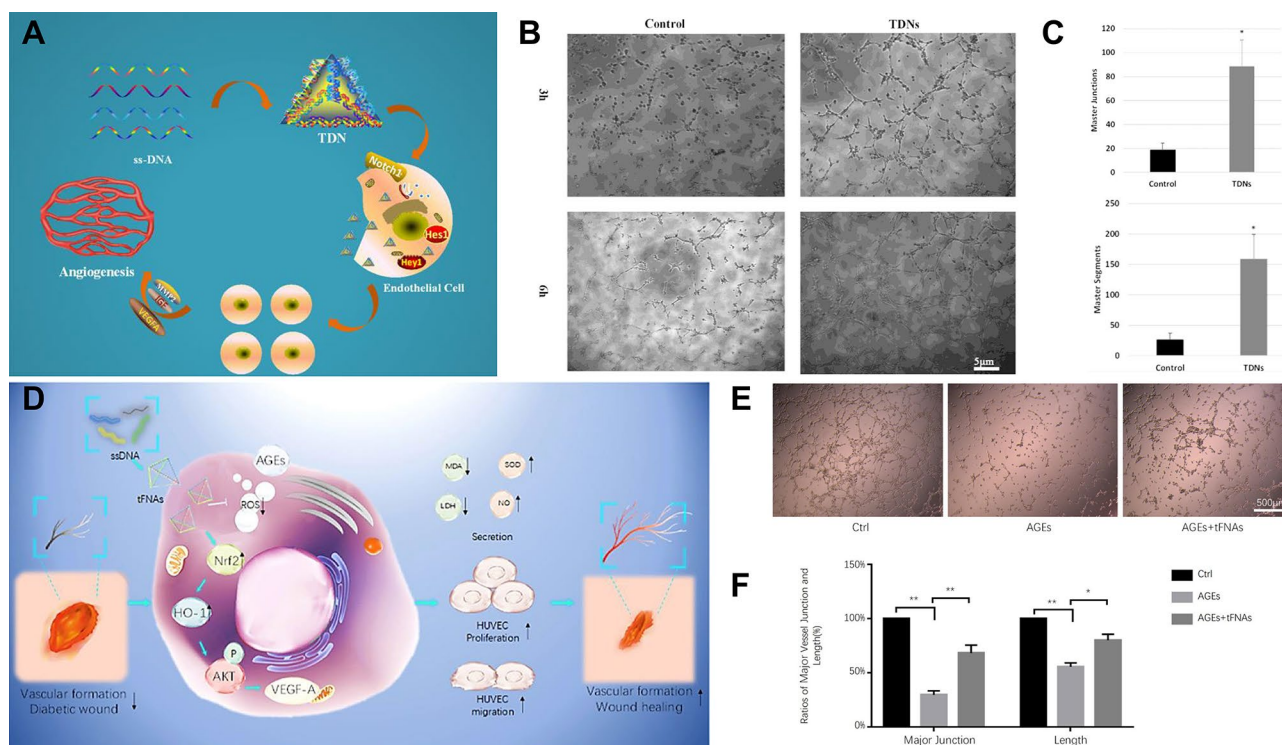 A
ss-DNA
TDN
Notch1
Hes1
Hey1
Endothelial Cell
Angiogenesis
MMP2
VEGFA
B
Control
TDNs
3h
6h
5μm
C
Master Junctions
120
100
80
60
40
20
0
*
Control
TDNs
Master Segments
250
200
150
100
50
0
*
Control
TDNs
D
ssDNA
tFNAs
AGEs
ROS
Nrf2
HO-1
P
AKT
VEGF-A
MDA
SOD
LDH
NO
Secretion
HUVEC
Proliferation
HUVEC
migration
Vascular formation
Diabetic wound
Vascular formation
Wound healing
E
Ctrl
AGEs
AGEs+tFNAs
500μm
F
Ratios of Major Vessel Junction and
Length(%)
150%
100%
50%
0%
**
**
**
*
Major Junction
Length
Ctrl
AGEs
AGEs+tFNAs